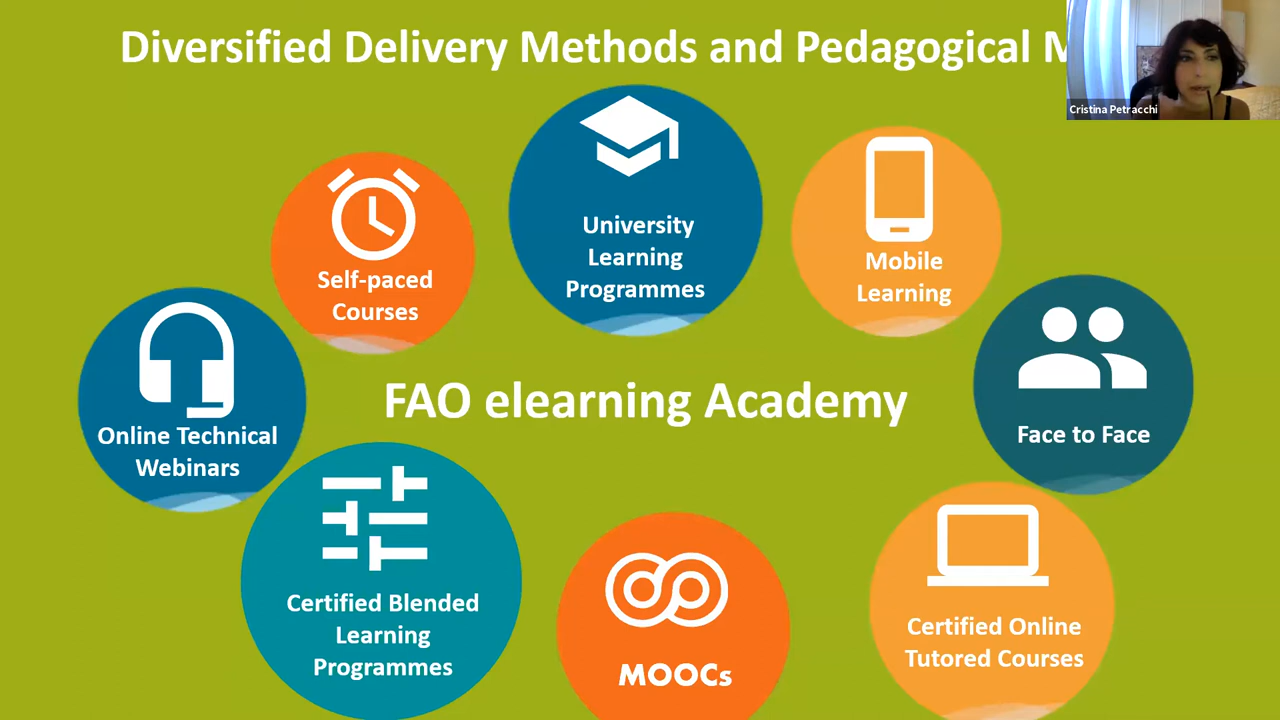 Diversified Delivery Methods and Pedagogical
Cristina Petracchi
University
Learning
Programmes
Self-paced
Courses
Mobile
Learning
FAO elearning Academy
Online Technical
Webinars
Face to Face
Certified Blended
Learning
Programmes
MOOCs
Certified Online
Tutored Courses